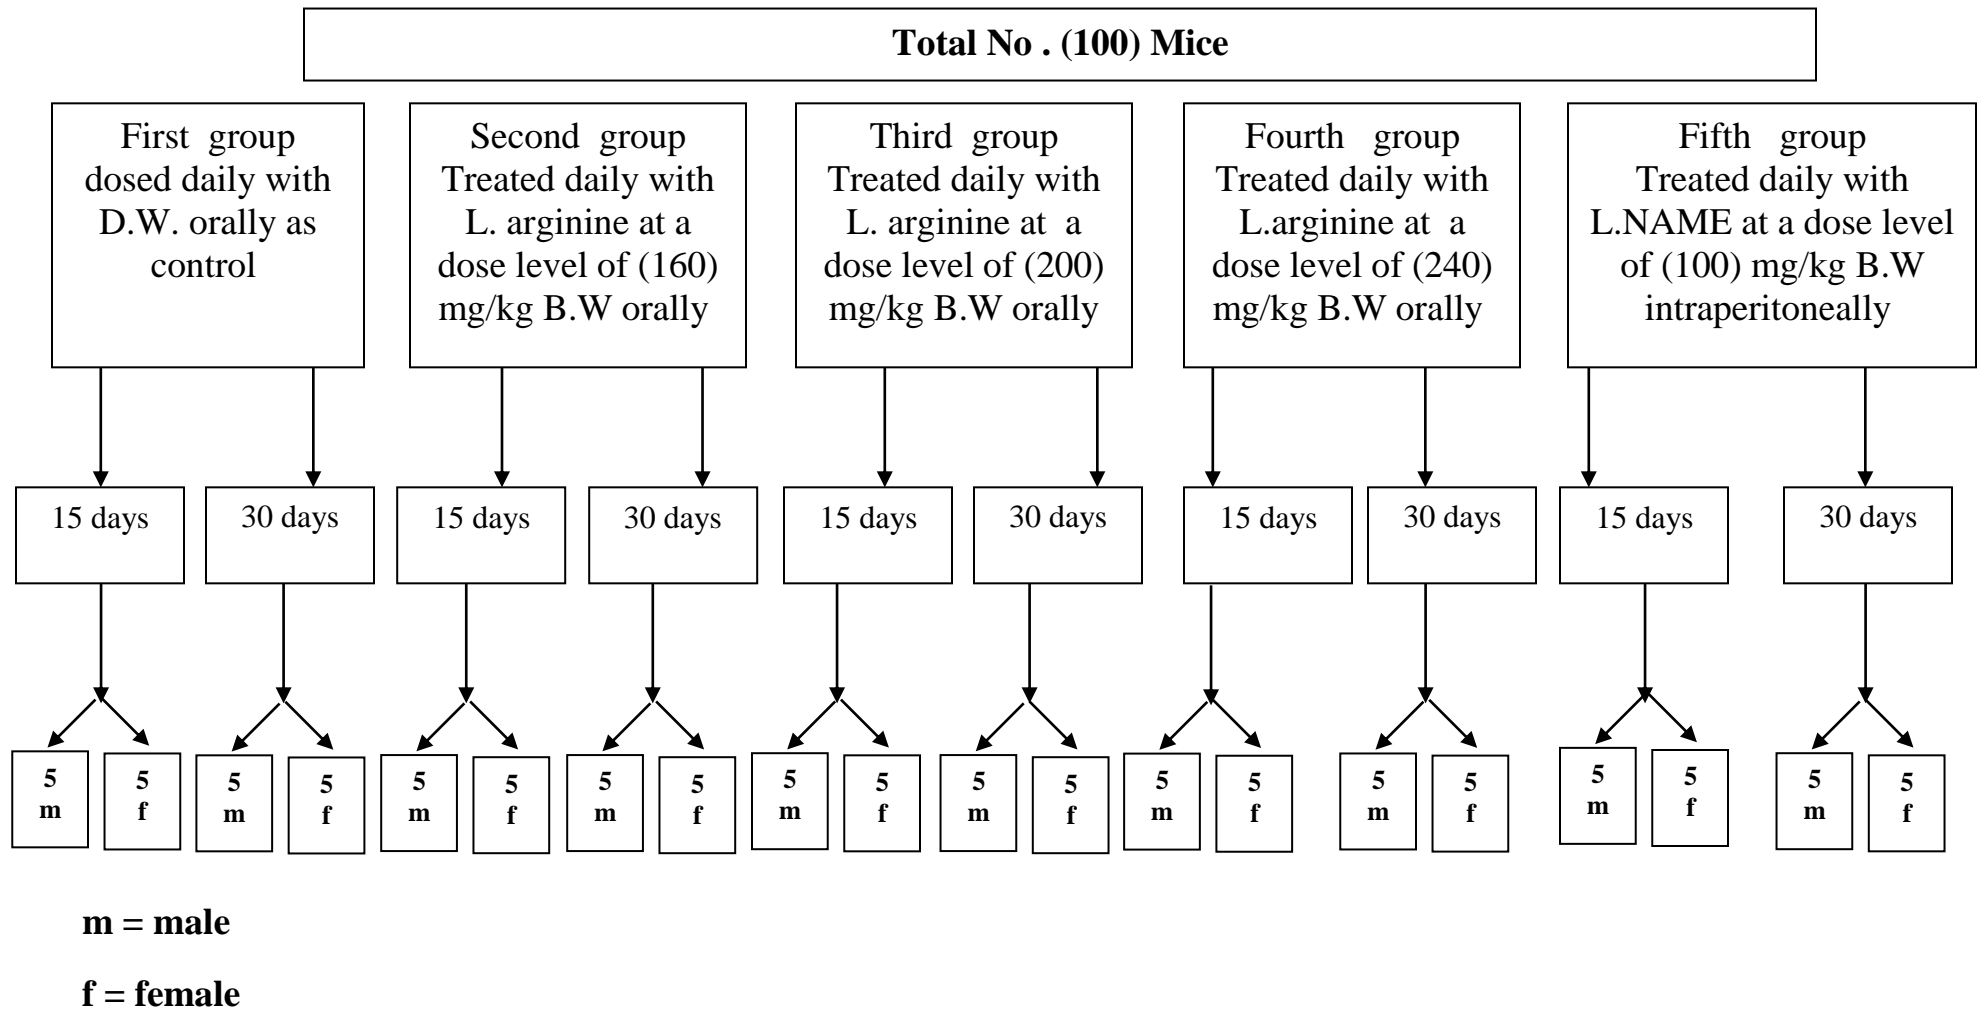 Total No . (100) Mice
First group
dosed daily with
D.W. orally as
control
Second group
Treated daily with
L. arginine at a
dose level of (160)
mg/kg B.W orally
Third group
Treated daily with
L. arginine at a
dose level of (200)
mg/kg B.W orally
Fourth group
Treated daily with
L.arginine at a
dose level of (240)
mg/kg B.W orally
Fifth group
Treated daily with
L.NAME at a dose level
of (100) mg/kg B.W
intraperitoneally
15 days
30 days
15 days
30 days
15 days
30 days
15 days
30 days
15 days
30 days
5
m
5
f
5
m
5
f
5
m
5
f
5
m
5
f
5
m
5
f
5
m
5
f
5
m
5
f
5
m
5
f
5
m
5
f
5
m
5
f
m = male
f = female